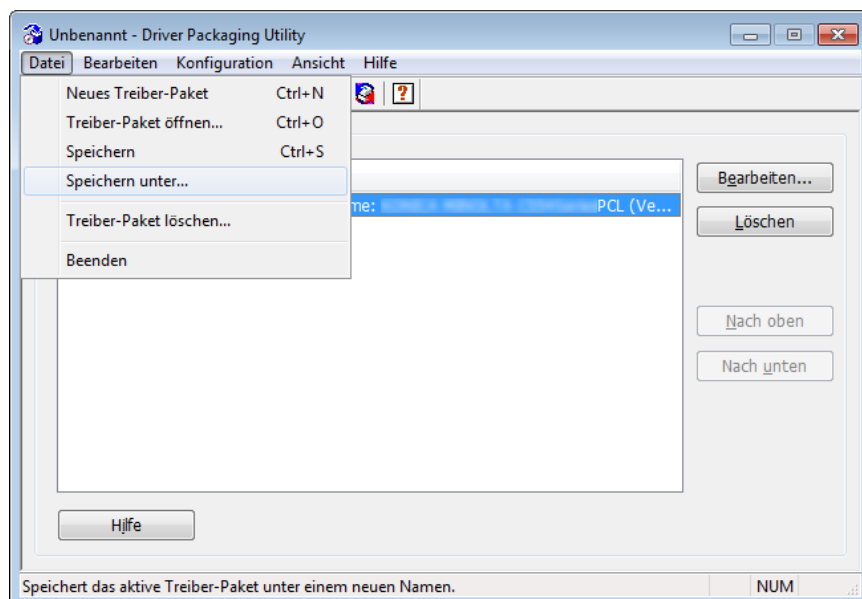 Unbenannt - Driver Packaging Utility
Datei Bearbeiten Konfiguration Ansicht Hilfe
Neues Treiber-Paket Ctrl+N
Treiber-Paket öffnen... Ctrl+O
Speichern Ctrl+S
Speichern unter...
Treiber-Paket löschen...
Beenden
me: PCL (Ve...
Bearbeiten...
Löschen
Nach oben
Nach unten
Hilfe
Speichert das aktive Treiber-Paket unter einem neuen Namen. NUM